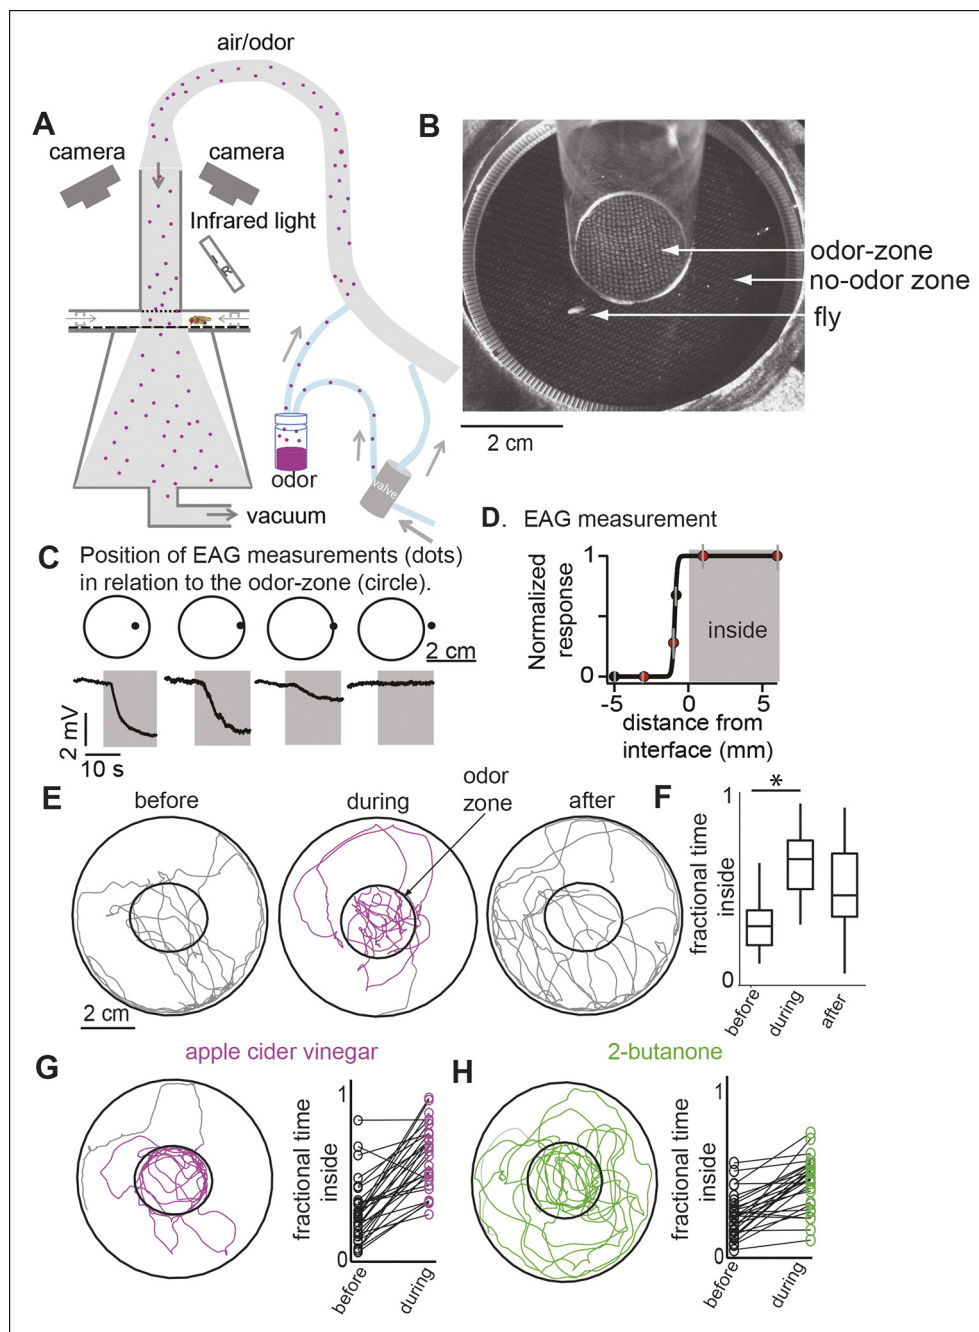 air/odor
A
camera
camera
Infrared light
IR
odor
valve
vacuum
B
odor-zone
no-odor zone
fly
2 cm
C
Position of EAG measurements (dots)
in relation to the odor-zone (circle).
2 cm
2 mV
10 s
D. EAG measurement
Normalized
response
1
0
inside
-5
0
5
distance from
interface (mm)
E
before
during
after
odor
zone
2 cm
F
*
fractional time
inside
1
0
before
during
after
G
apple cider vinegar
fractional time
inside
1
0
before
during
H
2-butanone
fractional time
inside
1
0
before
during